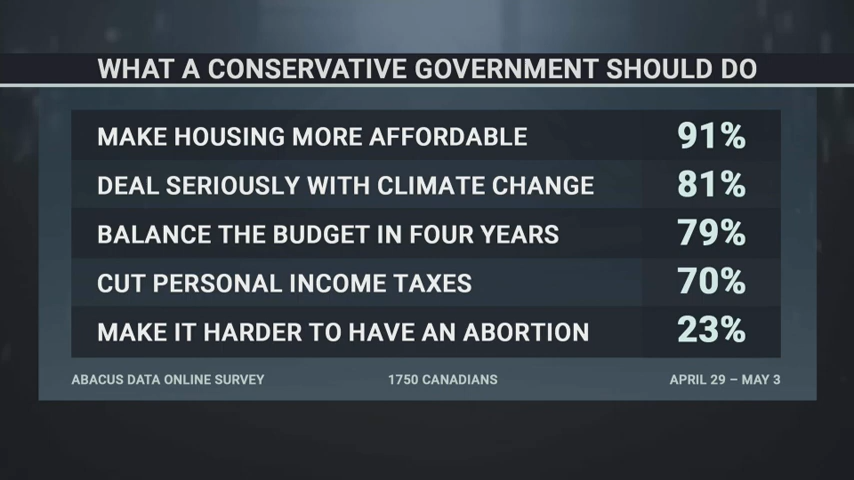 WHAT A CONSERVATIVE GOVERNMENT SHOULD DO
MAKE HOUSING MORE AFFORDABLE 91%
DEAL SERIOUSLY WITH CLIMATE CHANGE 81%
BALANCE THE BUDGET IN FOUR YEARS 79%
CUT PERSONAL INCOME TAXES 70%
MAKE IT HARDER TO HAVE AN ABORTION 23%
ABACUS DATA ONLINE SURVEY 1750 CANADIANS APRIL 29 – MAY 3